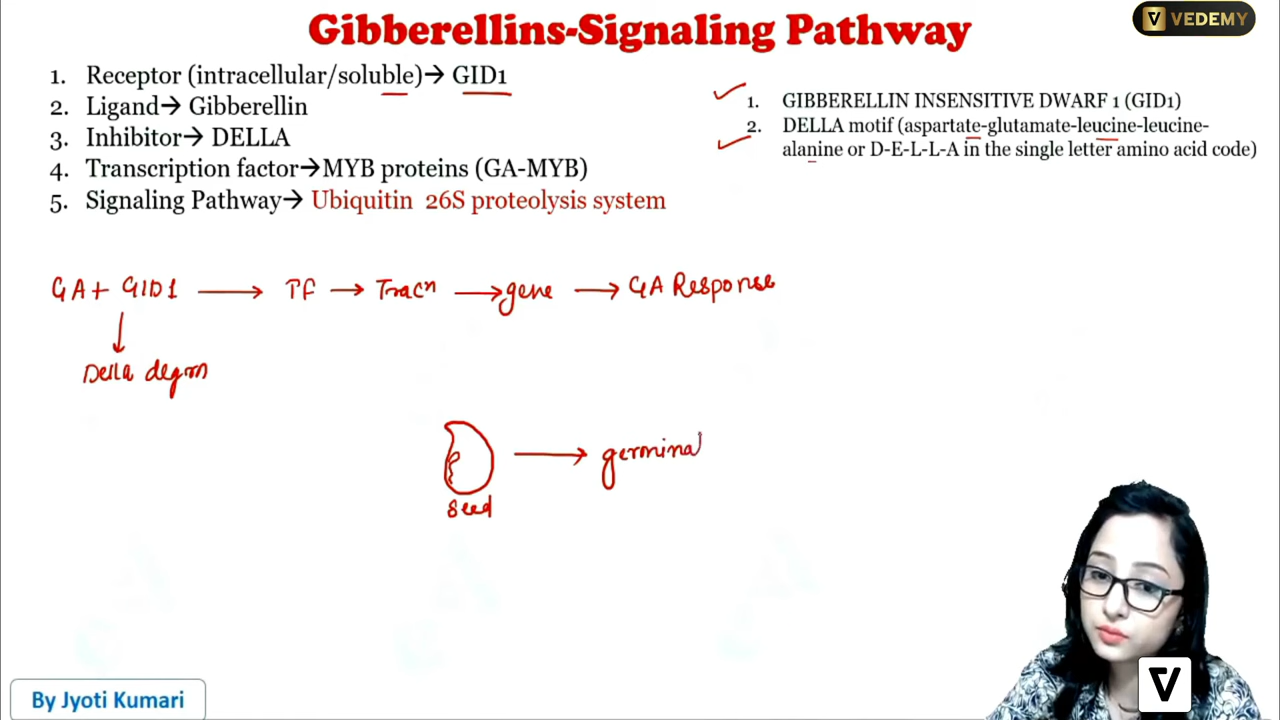 Gibberellins-Signaling Pathway
VEDEMY
1. Receptor (intracellular/soluble)→ GID1
2. Ligand→ Gibberellin
3. Inhibitor→ DELLA
4. Transcription factor→MYB proteins (GA-MYB)
5. Signaling Pathway→ Ubiquitin 26S proteolysis system
1. GIBBERELLIN INSENSITIVE DWARF 1 (GID1)
2. DELLA motif (aspartate-glutamate-leucine-leucine-
alanine or D-E-L-L-A in the single letter amino acid code)
GA + GID1 → TF → Tracn → gene → GA Response
↓
Della degrn
→ germina
Seed
By Jyoti Kumari